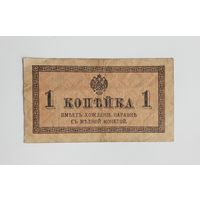 1 КОПѢЙКА 1
ИМѢЕТЪ ХОЖДЕНІЕ НАРАВНѢ
СЪ МѢДНОЙ МОНЕТОЙ.